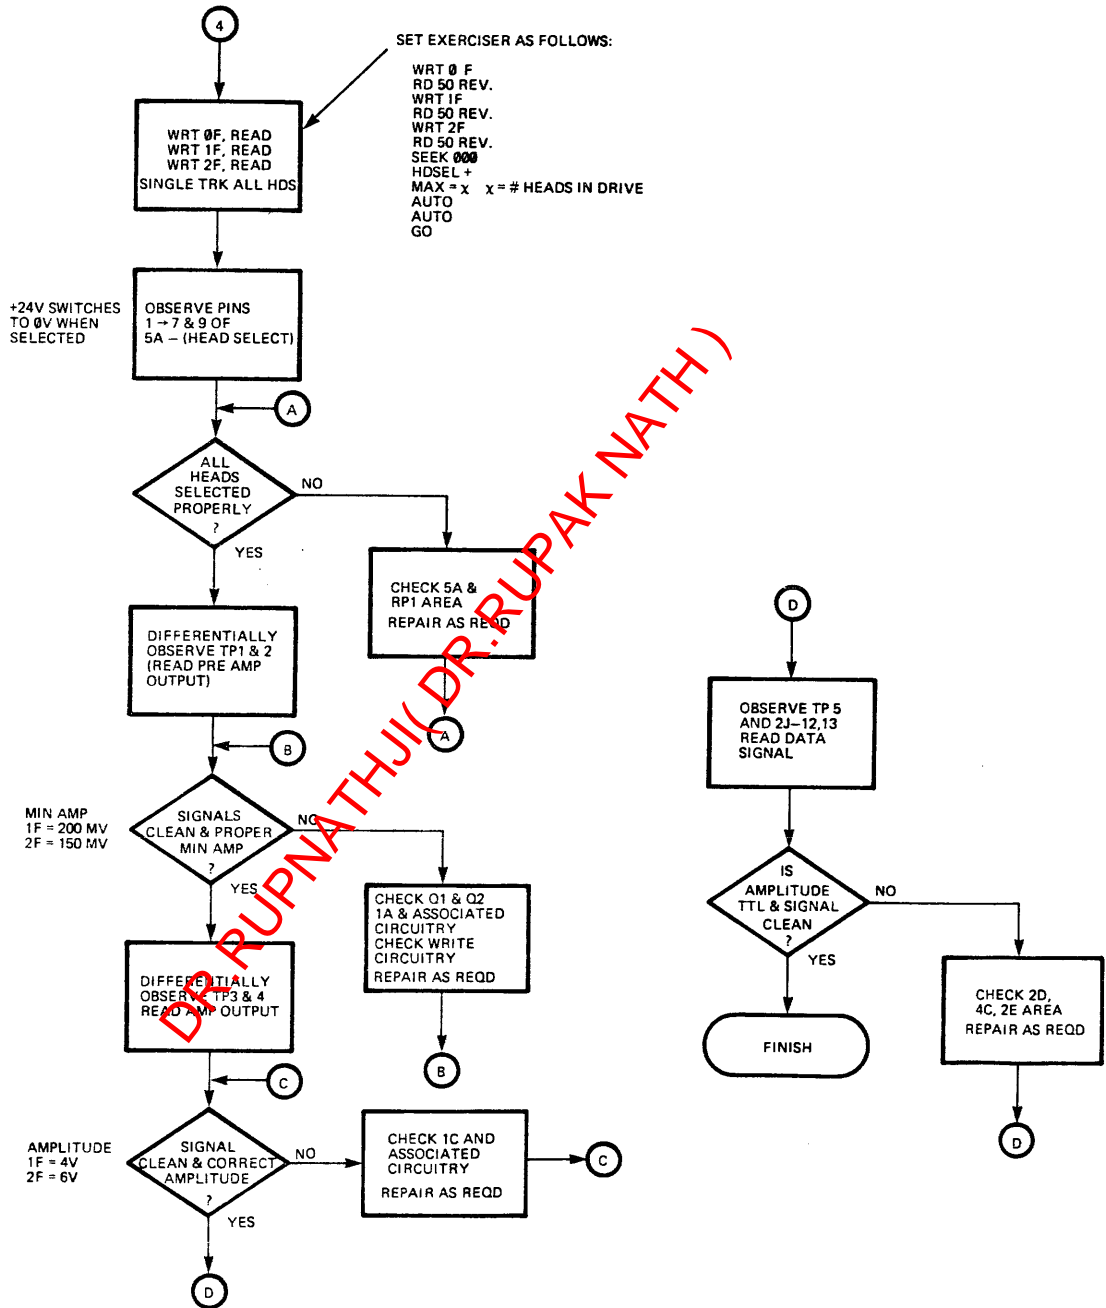 4
SET EXERCISER AS FOLLOWS:
WRT 0 F
RD 50 REV.
WRT 1F
RD 50 REV.
WRT 2F
RD 50 REV.
SEEK 000
HDSEL +
MAX = χ χ = # HEADS IN DRIVE
AUTO
AUTO
GO
WRT 0F, READ
WRT 1F, READ
WRT 2F, READ
SINGLE TRK ALL HDS
+24V SWITCHES
TO 0V WHEN
SELECTED
OBSERVE PINS
1 → 7 & 9 OF
5A – (HEAD SELECT)
A
ALL
HEADS
SELECTED
PROPERLY
?
NO
YES
CHECK 5A &
RP1 AREA
REPAIR AS REQD
A
DIFFERENTIALLY
OBSERVE TP1 & 2
(READ PRE AMP
OUTPUT)
B
MIN AMP
1F = 200 MV
2F = 150 MV
SIGNALS
CLEAN & PROPER
MIN AMP
?
NO
YES
CHECK Q1 & Q2
1A & ASSOCIATED
CIRCUITRY
CHECK WRITE
CIRCUITRY
REPAIR AS REQD
B
DIFFERENTIALLY
OBSERVE TP3 & 4
READ AMP OUTPUT
C
AMPLITUDE
1F = 4V
2F = 6V
SIGNAL
CLEAN & CORRECT
AMPLITUDE
?
NO
YES
CHECK 1C AND
ASSOCIATED
CIRCUITRY
REPAIR AS REQD
C
D
D
OBSERVE TP 5
AND 2J–12,13
READ DATA
SIGNAL
IS
AMPLITUDE
TTL & SIGNAL
CLEAN
?
NO
YES
FINISH
CHECK 2D,
4C, 2E AREA
REPAIR AS REQD
D
DR.RUPNATHJI( DR.RUPAK NATH )